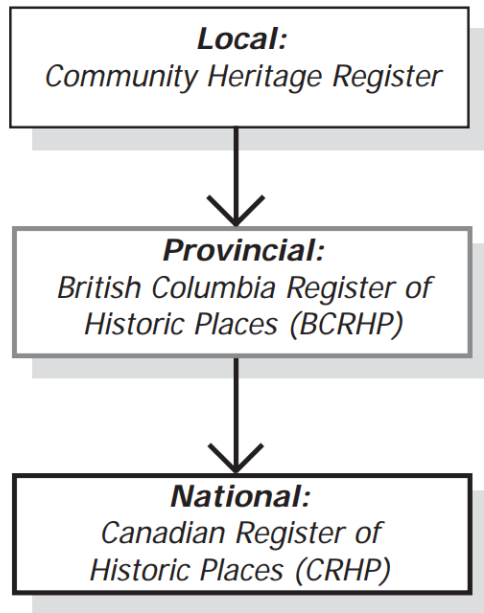 Local:
Community Heritage Register
Provincial:
British Columbia Register of
Historic Places (BCRHP)
National:
Canadian Register of
Historic Places (CRHP)